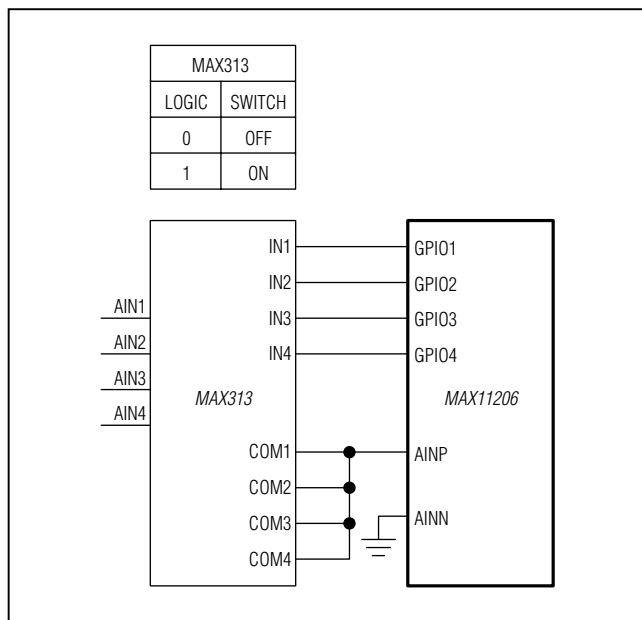 MAX313
LOGIC SWITCH
0 OFF
1 ON
IN1 GPIO1
IN2 GPIO2
AIN1 IN3 GPIO3
AIN2 IN4 GPIO4
AIN3
MAX313 MAX11206
AIN4
COM1 AINP
COM2
COM3 AINN
COM4